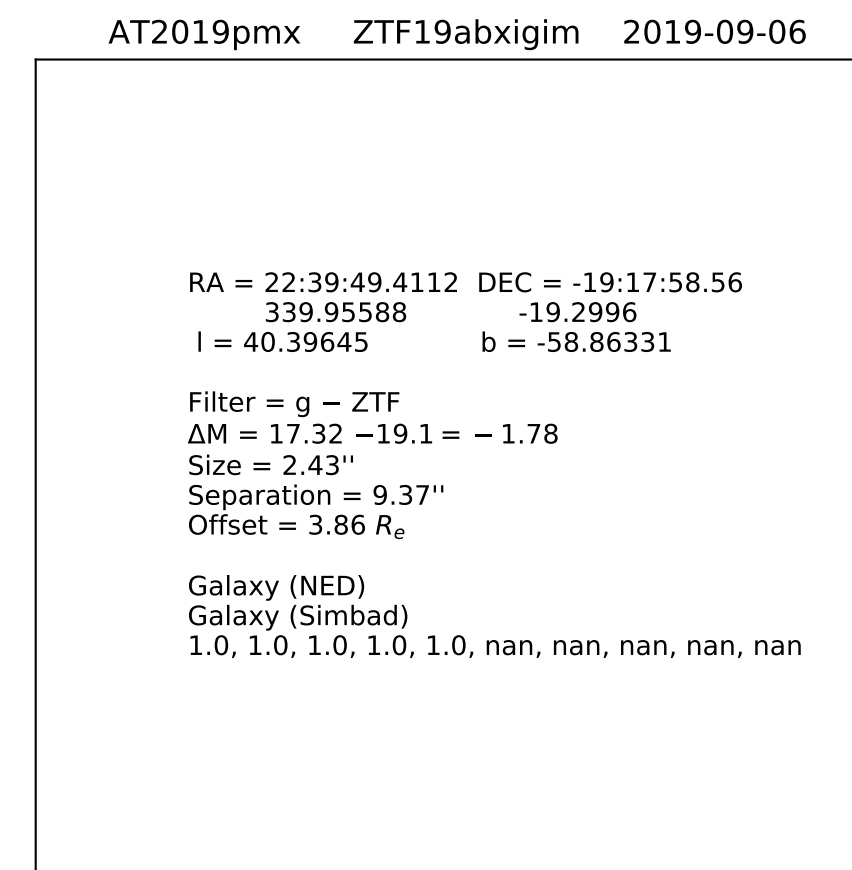 AT2019pmx ZTF19abxigim 2019-09-06
RA = 22:39:49.4112 DEC = -19:17:58.56
339.95588 -19.2996
l = 40.39645 b = -58.86331
Filter = g − ZTF
ΔM = 17.32 −19.1 = − 1.78
Size = 2.43''
Separation = 9.37''
Offset = 3.86 Rₑ
Galaxy (NED)
Galaxy (Simbad)
1.0, 1.0, 1.0, 1.0, 1.0, nan, nan, nan, nan, nan